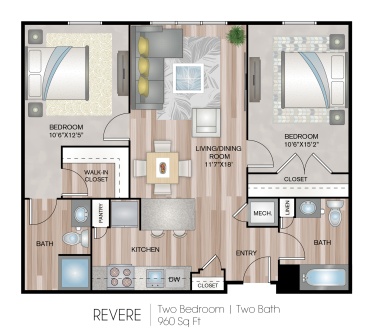 BEDROOM
10'6"X12'5"
LIVING/DINING
ROOM
11'7"X18'
BEDROOM
10'6"X15'2"
WALK-IN
CLOSET
CLOSET
PANTRY
MECH.
LINEN
BATH
KITCHEN
ENTRY
BATH
DW
CLOSET
REVERE
Two Bedroom | Two Bath
960 Sq Ft